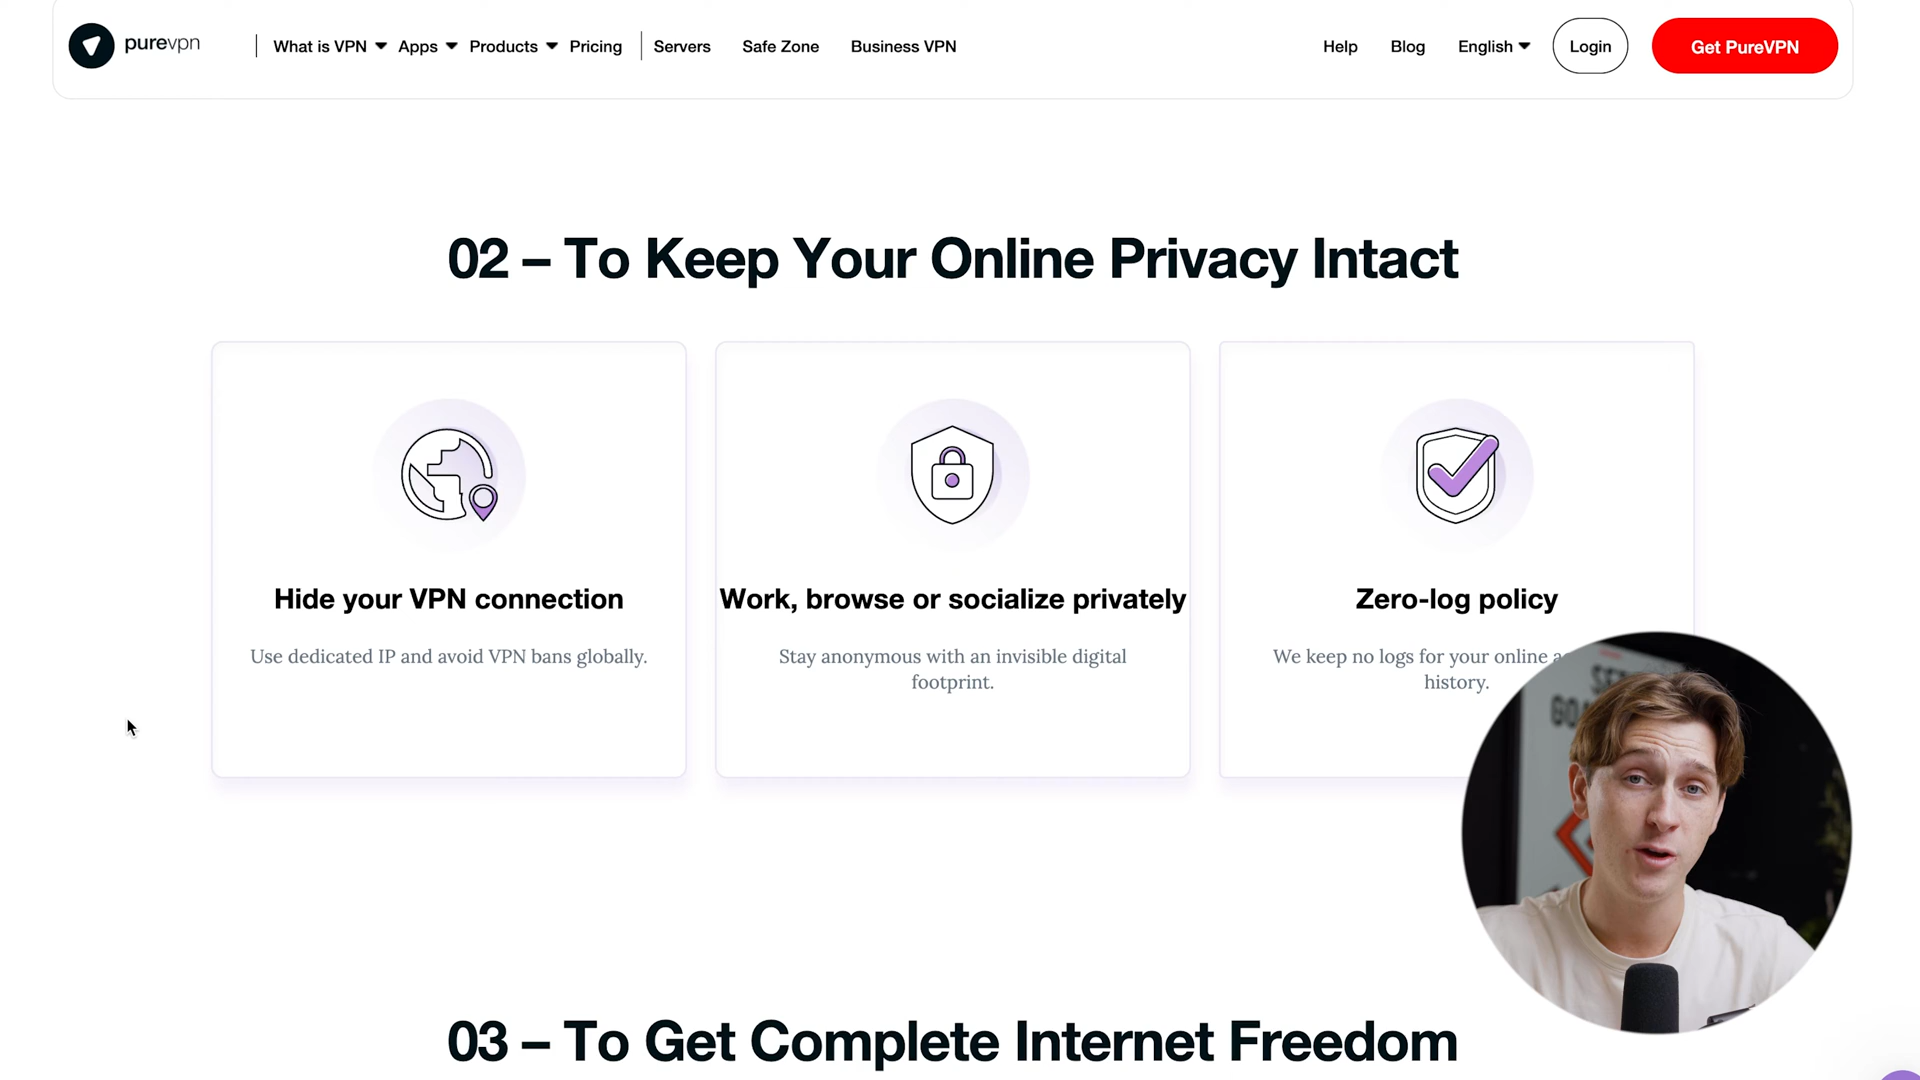 purevpn
What is VPN
Apps
Products
Pricing
Servers
Safe Zone
Business VPN
Help
Blog
English
Login
Get PureVPN
02 – To Keep Your Online Privacy Intact
Hide your VPN connection
Use dedicated IP and avoid VPN bans globally.
Work, browse or socialize privately
Stay anonymous with an invisible digital
footprint.
Zero-log policy
We keep no logs for your online
history.
03 – To Get Complete Internet Freedom